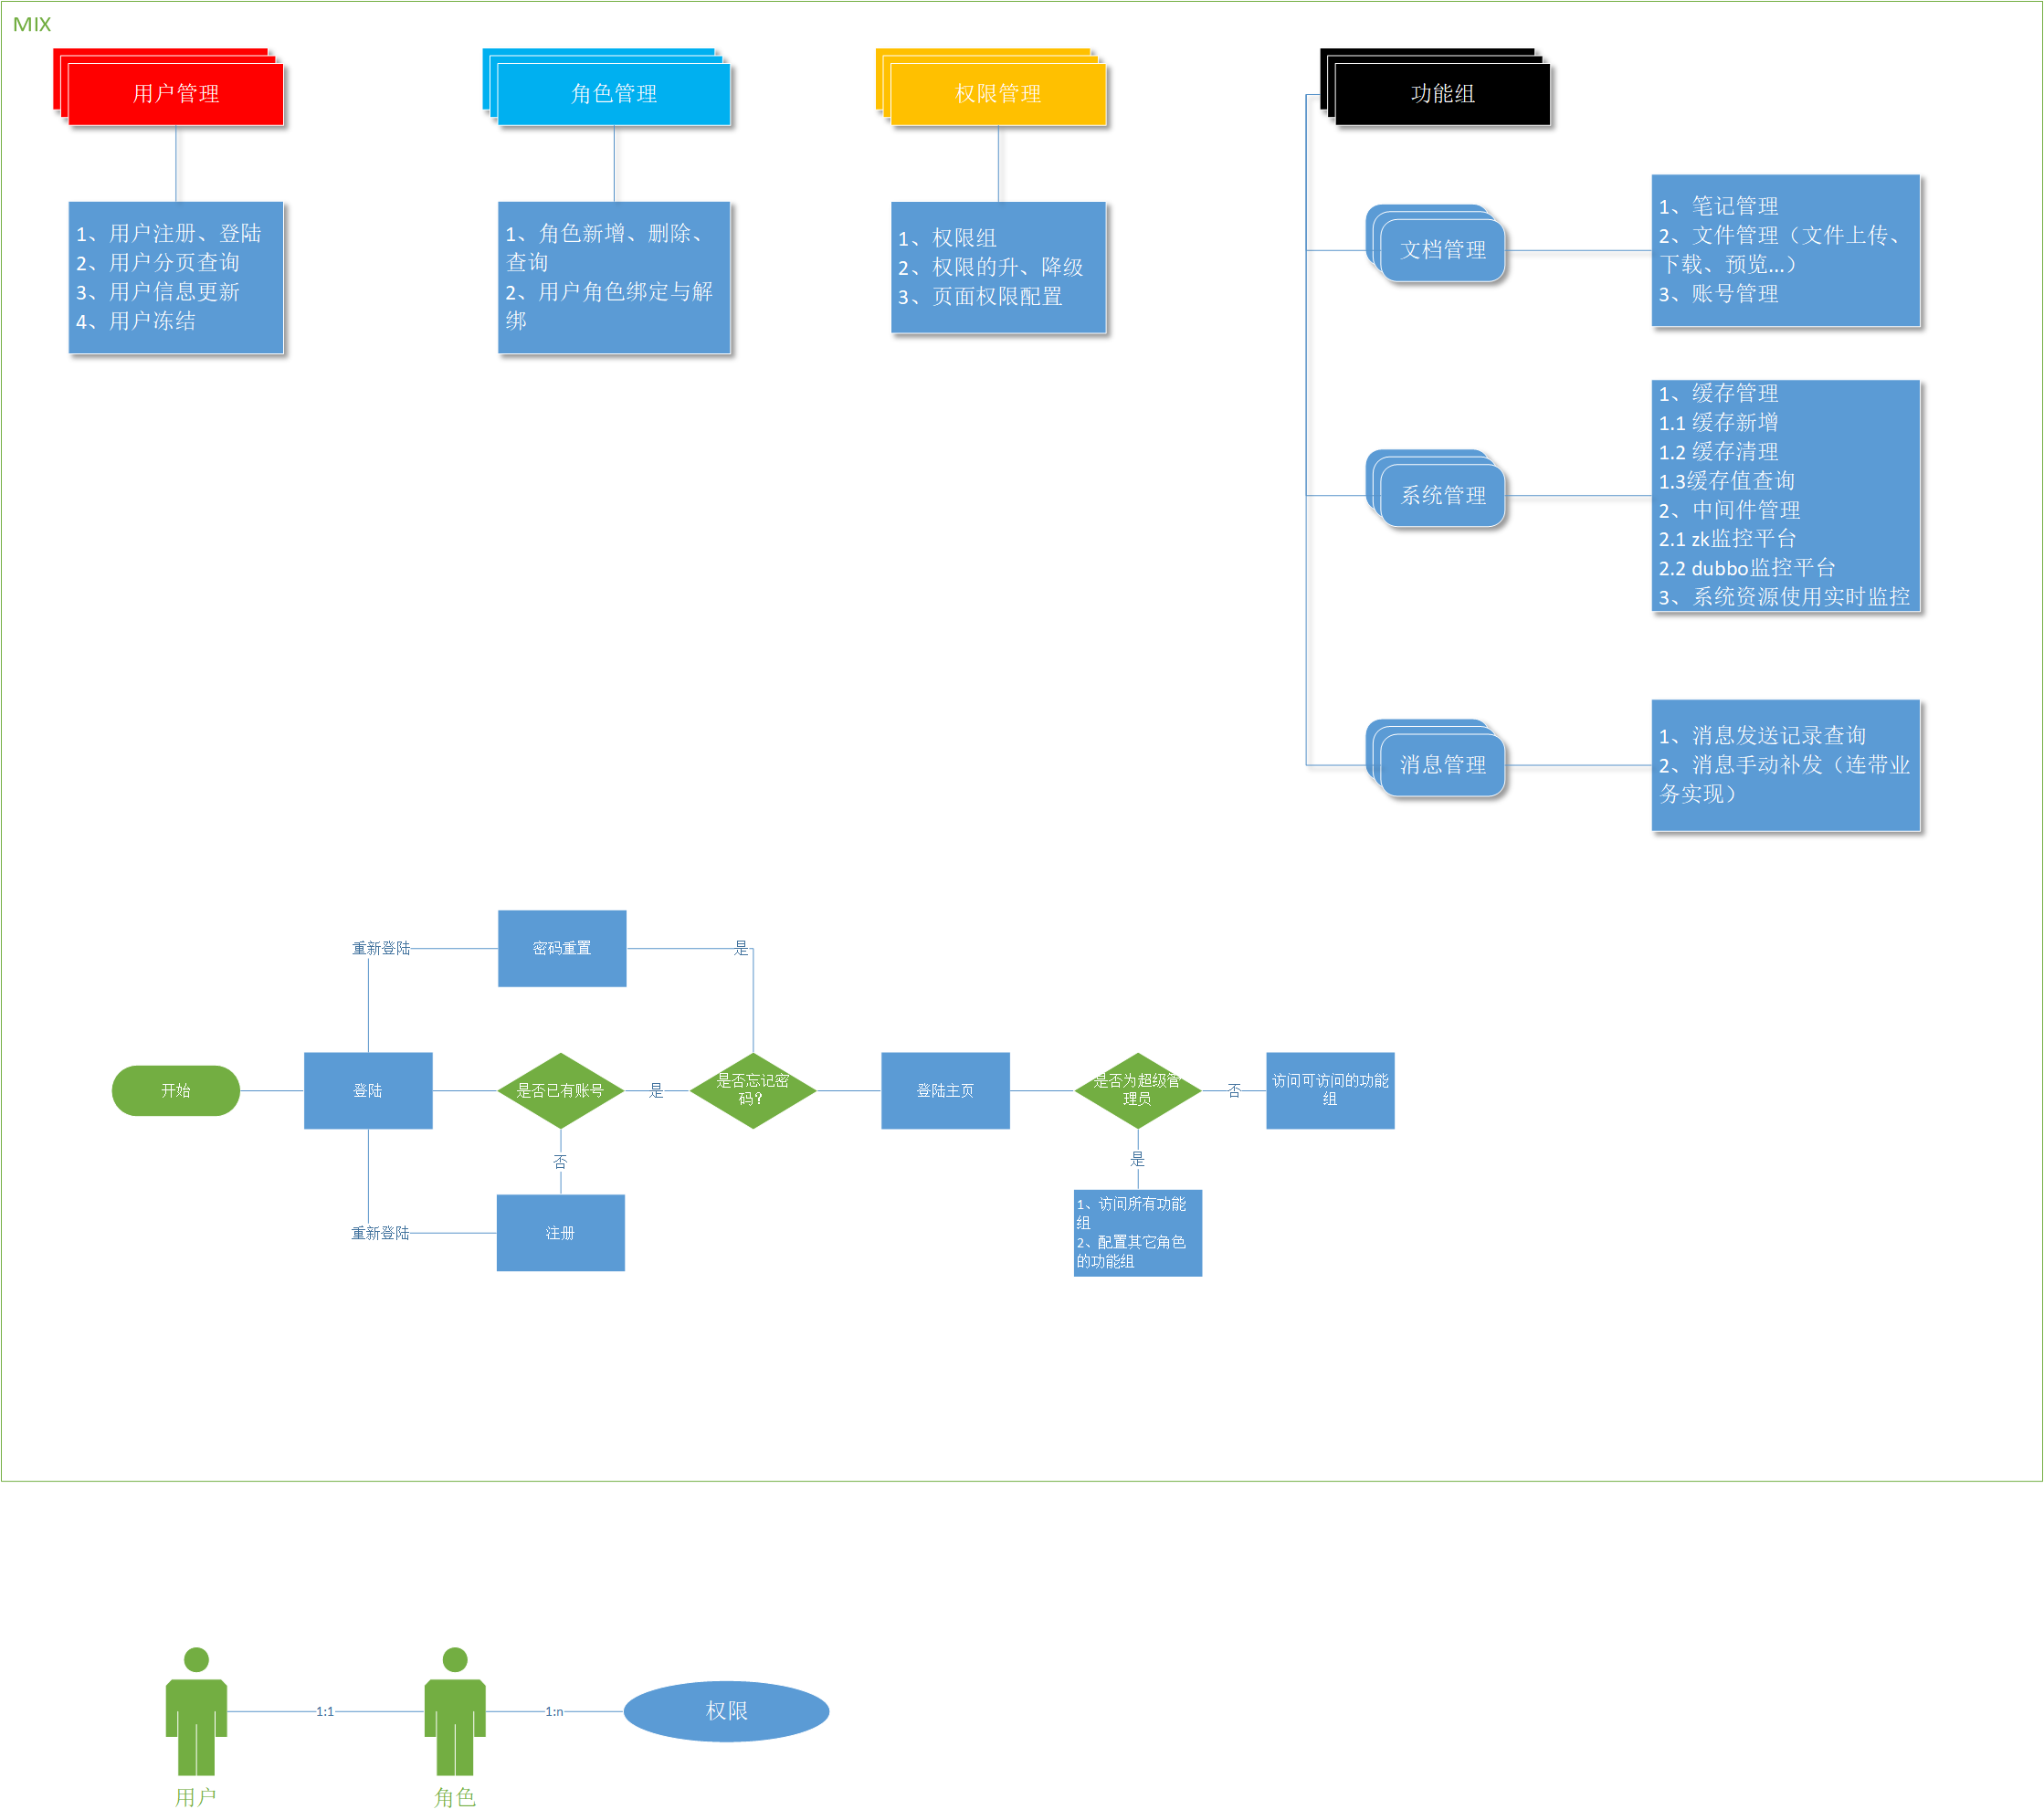 MIX
用户管理
角色管理
权限管理
功能组
1、用户注册、登陆
2、用户分页查询
3、用户信息更新
4、用户冻结
1、角色新增、删除、
查询
2、用户角色绑定与解
绑
1、权限组
2、权限的升、降级
3、页面权限配置
文档管理
1、笔记管理
2、文件管理（文件上传、
下载、预览...）
3、账号管理
系统管理
1、缓存管理
1.1 缓存新增
1.2 缓存清理
1.3缓存值查询
2、中间件管理
2.1 zk监控平台
2.2 dubbo监控平台
3、系统资源使用实时监控
消息管理
1、消息发送记录查询
2、消息手动补发（连带业
务实现）
重新登陆
密码重置
是
开始
登陆
是否已有账号
是
是否忘记密
码？
登陆主页
是否为超级管
理员
否
访问可访问的功能
组
否
是
重新登陆
注册
1、访问所有功能
组
2、配置其它角色
的功能组
1:1
1:n
权限
用户
角色